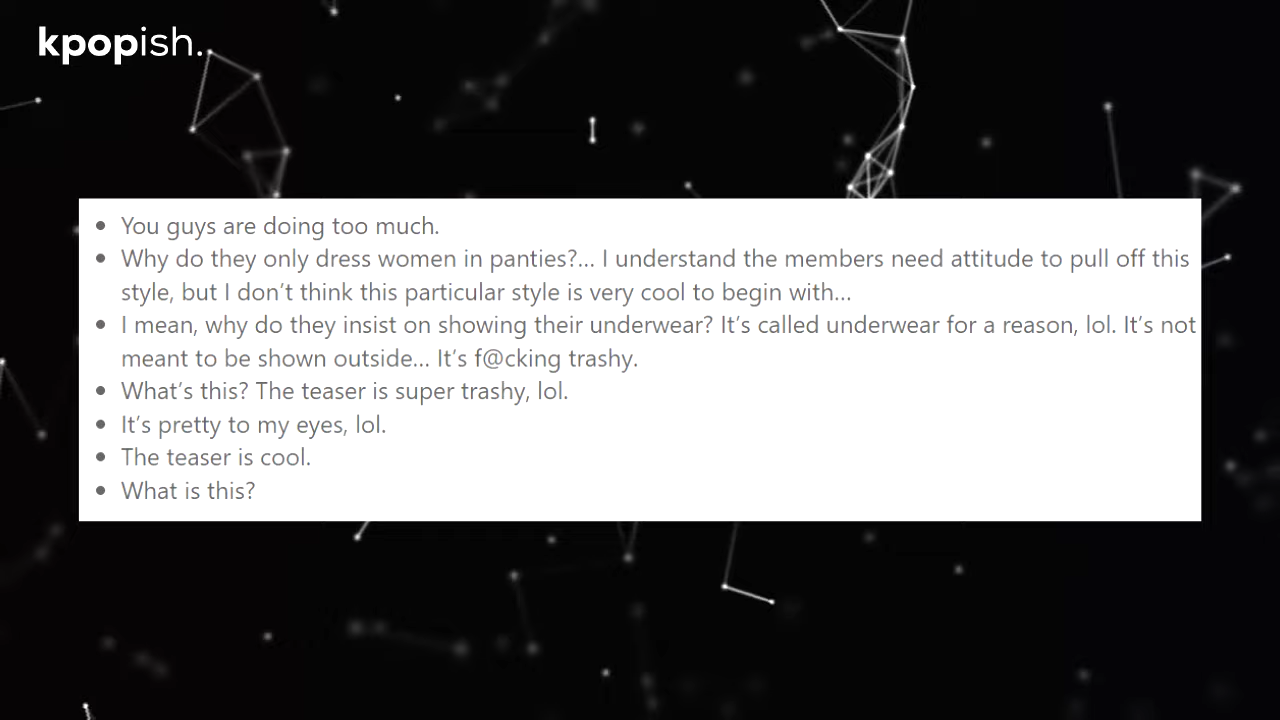 kpopish.
• You guys are doing too much.
• Why do they only dress women in panties?... I understand the members need attitude to pull off this
style, but I don't think this particular style is very cool to begin with...
• I mean, why do they insist on showing their underwear? It's called underwear for a reason, lol. It's not
meant to be shown outside... It's f@cking trashy.
• What's this? The teaser is super trashy, lol.
• It's pretty to my eyes, lol.
• The teaser is cool.
• What is this?